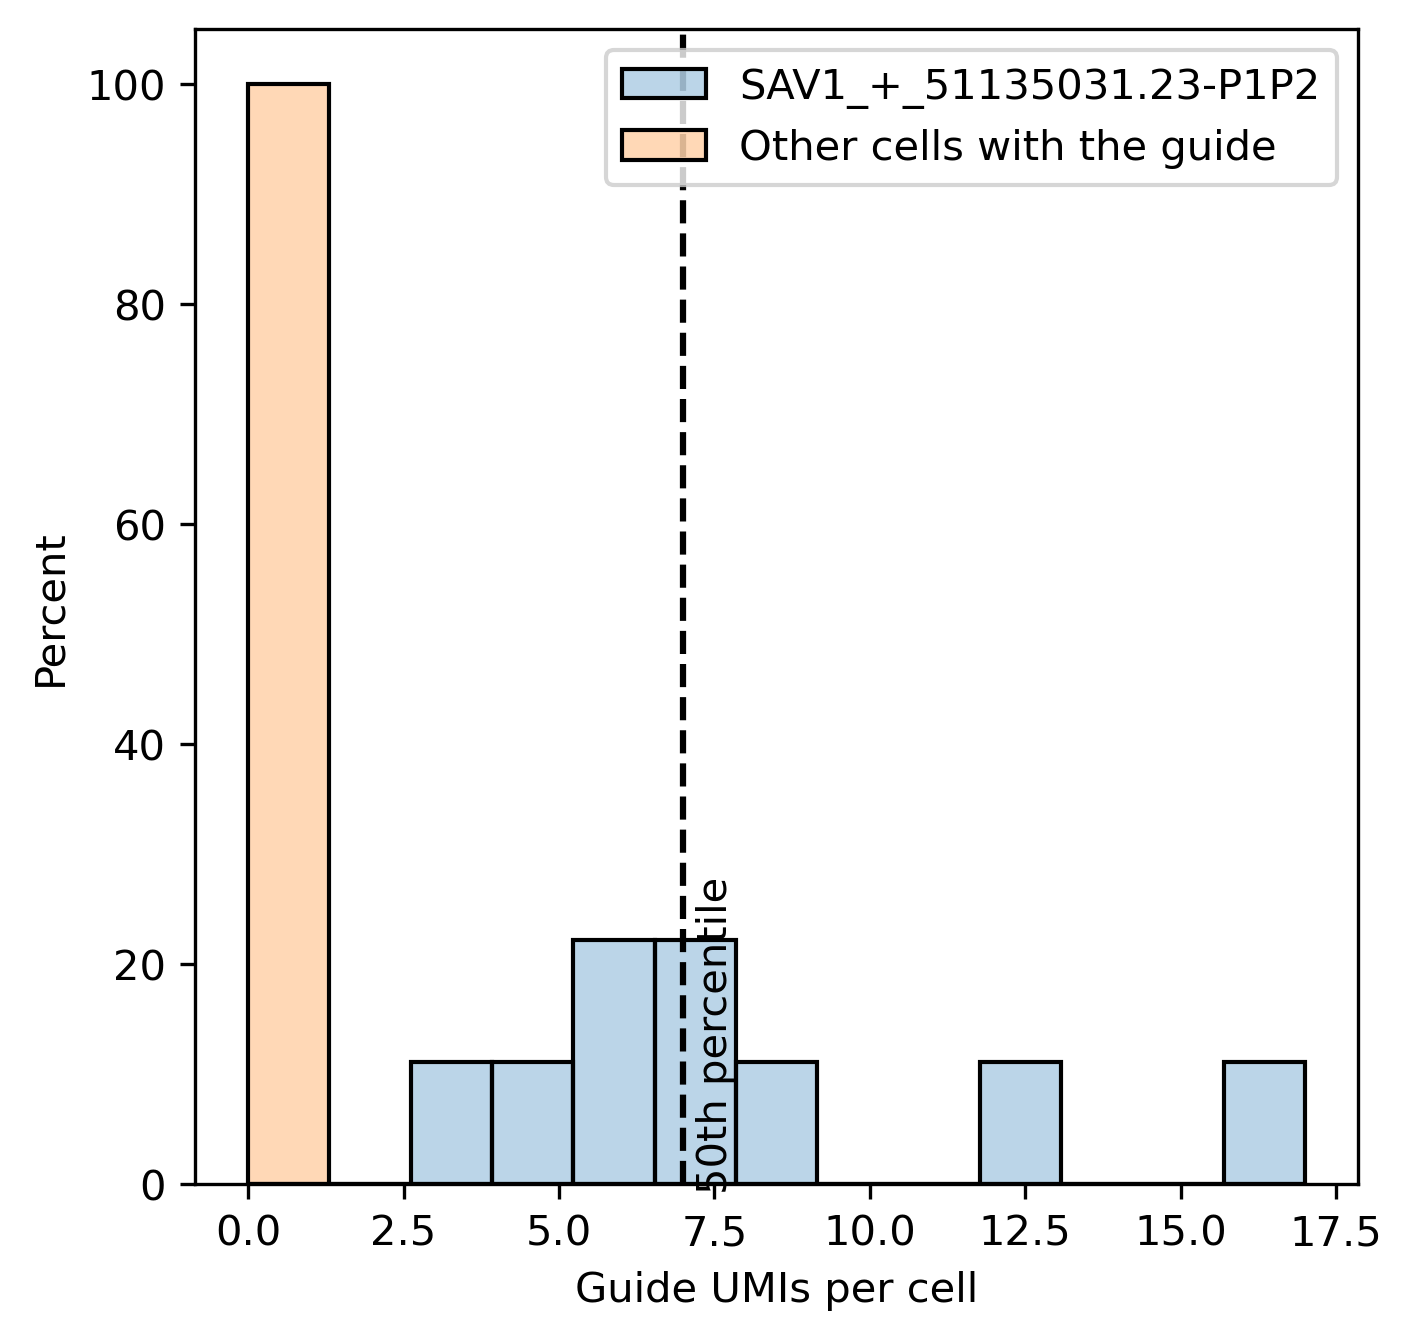 SAV1_+_51135031.23-P1P2
Other cells with the guide
100
80
60
40
20
0
Percent
50th percentile
0.0 2.5 5.0 7.5 10.0 12.5 15.0 17.5
Guide UMIs per cell